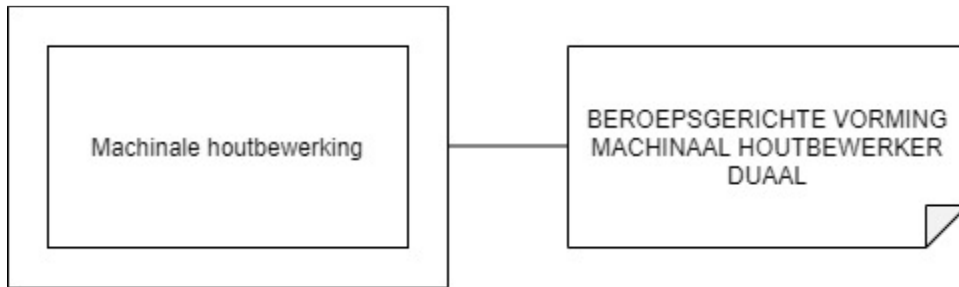 Machinale houtbewerking
BEROEPSGERICHTE VORMING
MACHINAAL HOUTBEWERKER
DUAAL